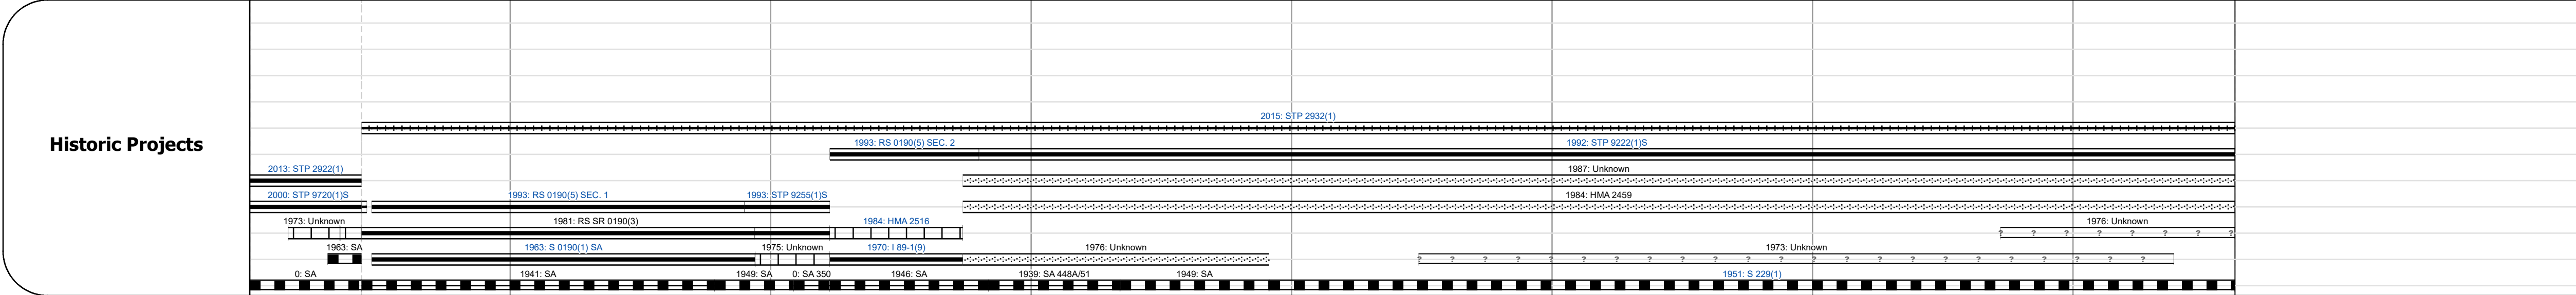 2015: STP 2932(1)
1993: RS 0190(5) SEC. 2 1992: STP 9222(1)S
Historic Projects
2013: STP 2922(1) 1987: Unknown
2000: STP 9720(1)S 1993: RS 0190(5) SEC. 1 1993: STP 9255(1)S 1984: HMA 2459
1973: Unknown 1981: RS SR 0190(3) 1984: HMA 2516 1976: Unknown
? ? ? ? ? ? ? ?
1963: SA 1963: S 0190(1) SA 1975: Unknown 1970: I 89-1(9) 1976: Unknown 1973: Unknown
? ? ? ? ? ? ? ? ? ? ? ? ? ? ? ? ? ? ? ? ? ? ?
0: SA 1941: SA 1949: SA 0: SA 350 1946: SA 1939: SA 448A/51 1949: SA 1951: S 229(1)